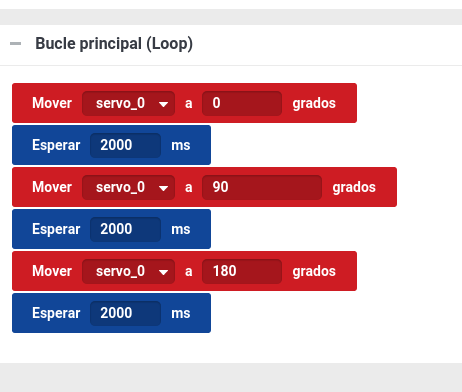 Bucle principal (Loop)
Mover servo_0 a 0 grados
Esperar 2000 ms
Mover servo_0 a 90 grados
Esperar 2000 ms
Mover servo_0 a 180 grados
Esperar 2000 ms